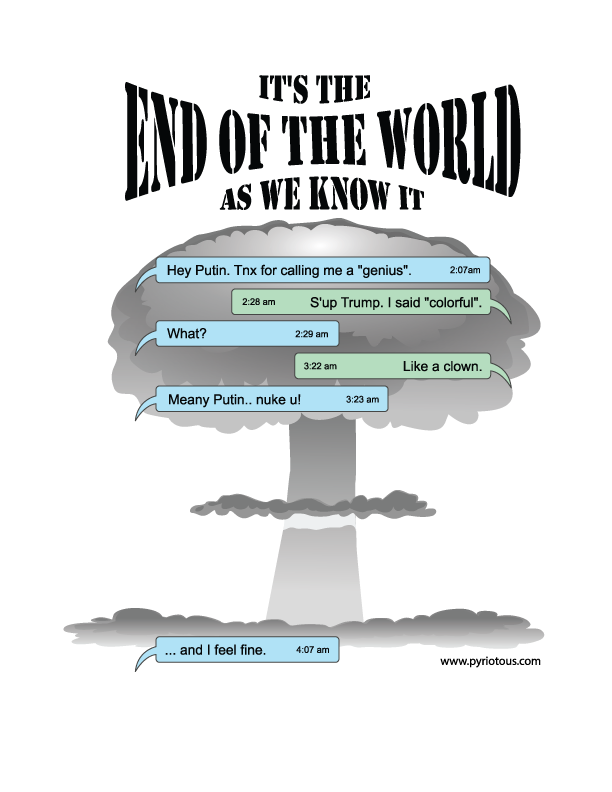 IT'S THE
END OF THE WORLD
AS WE KNOW IT
Hey Putin. Tnx for calling me a "genius". 2:07am
2:28 am S'up Trump. I said "colorful".
What? 2:29 am
3:22 am Like a clown.
Meany Putin.. nuke u! 3:23 am
... and I feel fine. 4:07 am
www.pyriotous.com